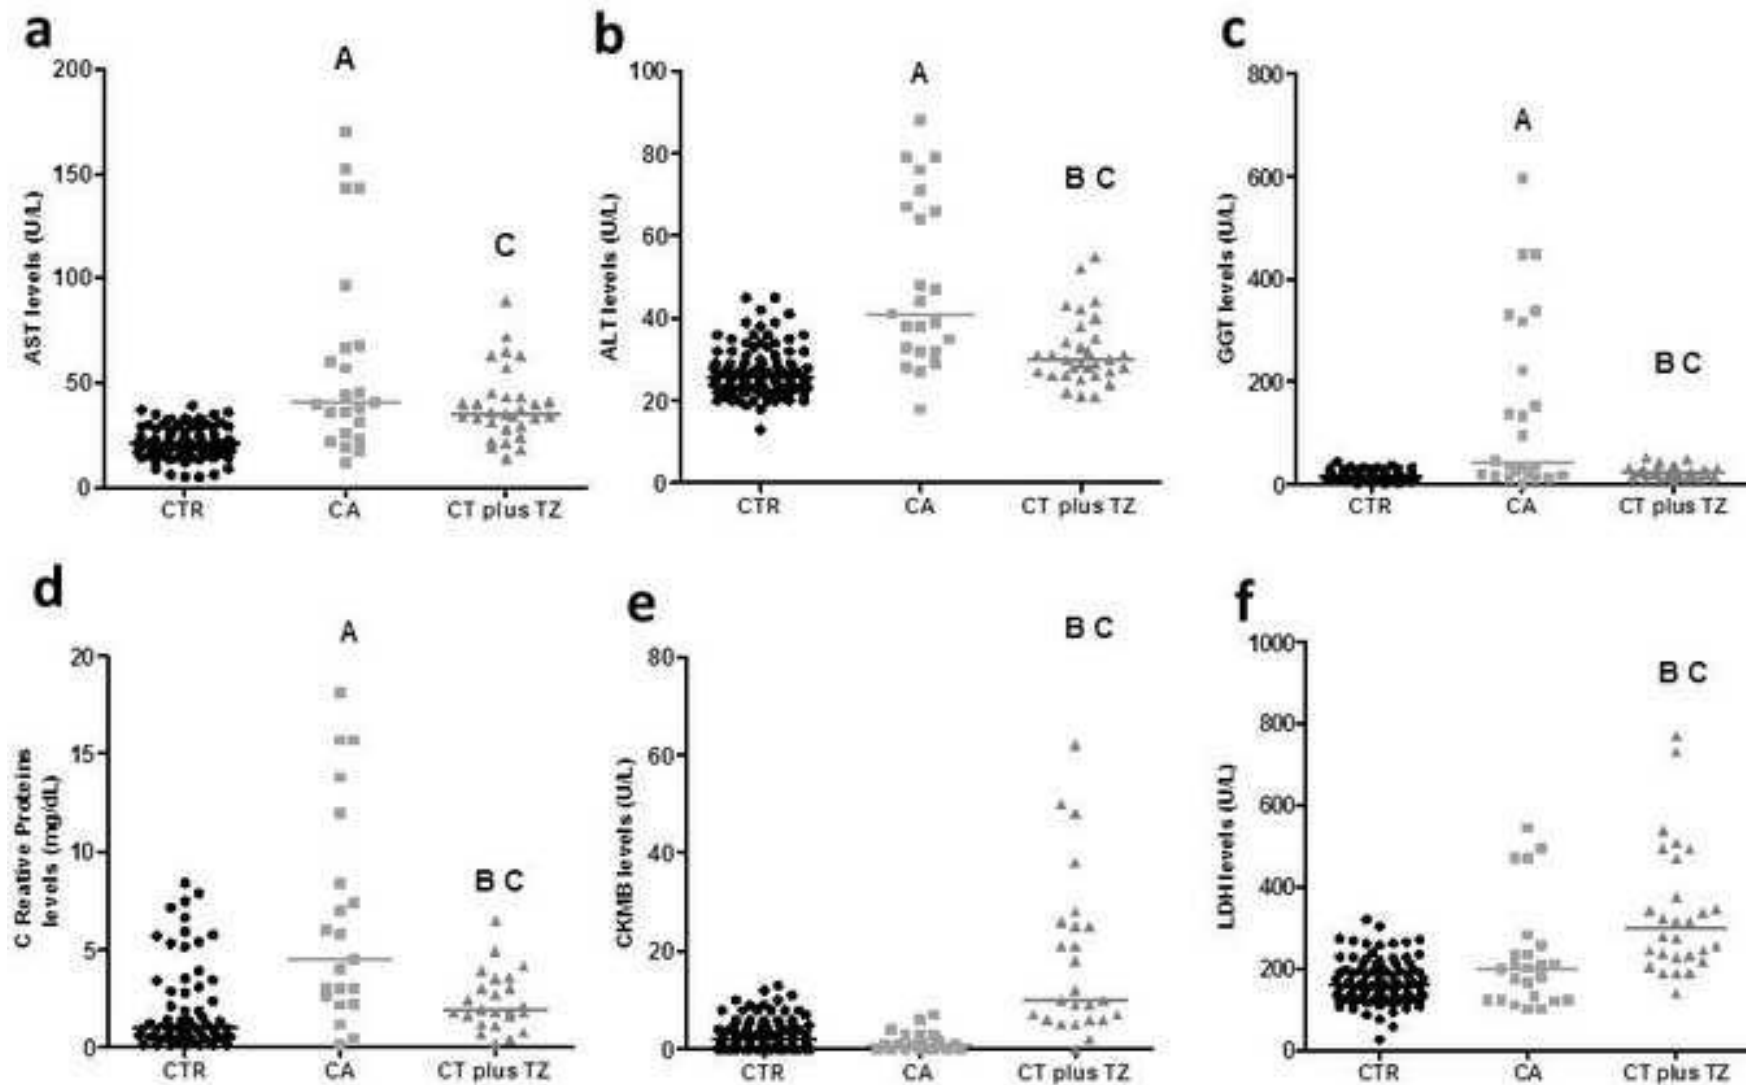 a
A
C
AST levels (U/L)
200
150
100
50
0
CTR
CA
CT plus TZ
b
A
B C
ALT levels (U/L)
100
80
60
40
20
0
CTR
CA
CT plus TZ
c
A
B C
GGT levels (U/L)
800
600
400
200
0
CTR
CA
CT plus TZ
d
A
B C
C Reative Proteins
levels (mg/dL)
20
15
10
5
0
CTR
CA
CT plus TZ
e
B C
CKMB levels (U/L)
80
60
40
20
0
CTR
CA
CT plus TZ
f
B C
LDH levels (U/L)
1000
800
600
400
200
0
CTR
CA
CT plus TZ